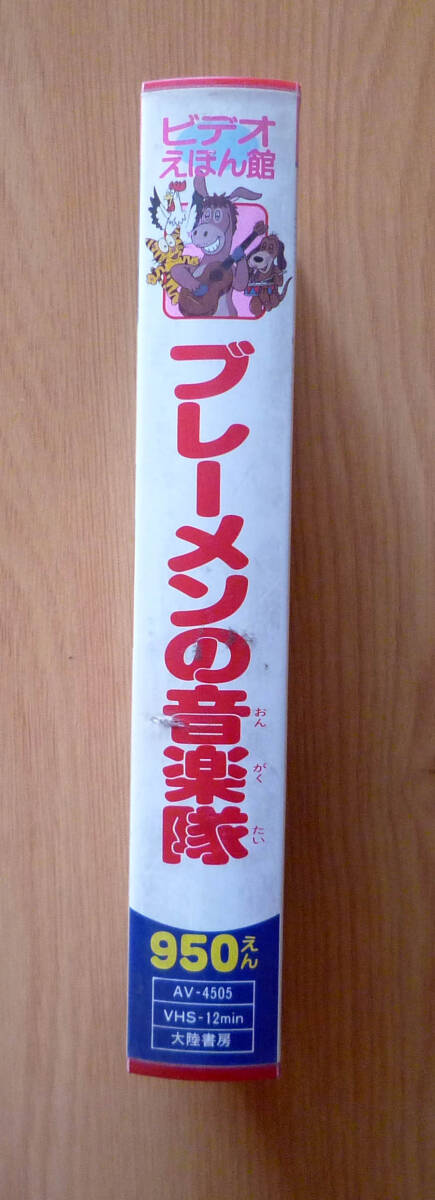 ビデオ
えほん館
ブレーメンの音楽隊
おん がく たい
950えん
AV-4505
VHS-12min
大陸書房